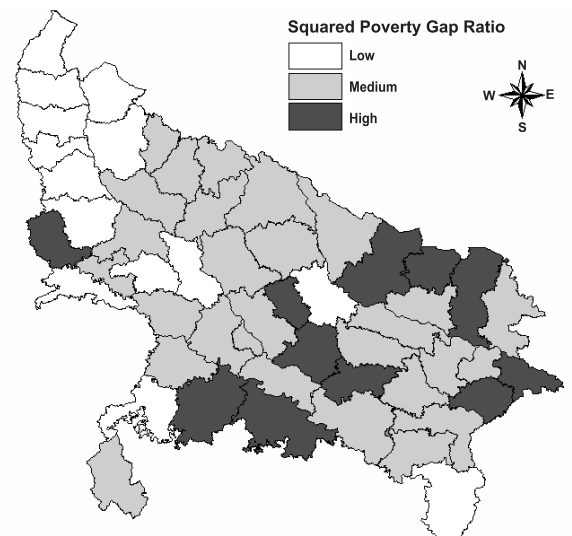 Squared Poverty Gap Ratio
Low
Medium
High
N
W E
S